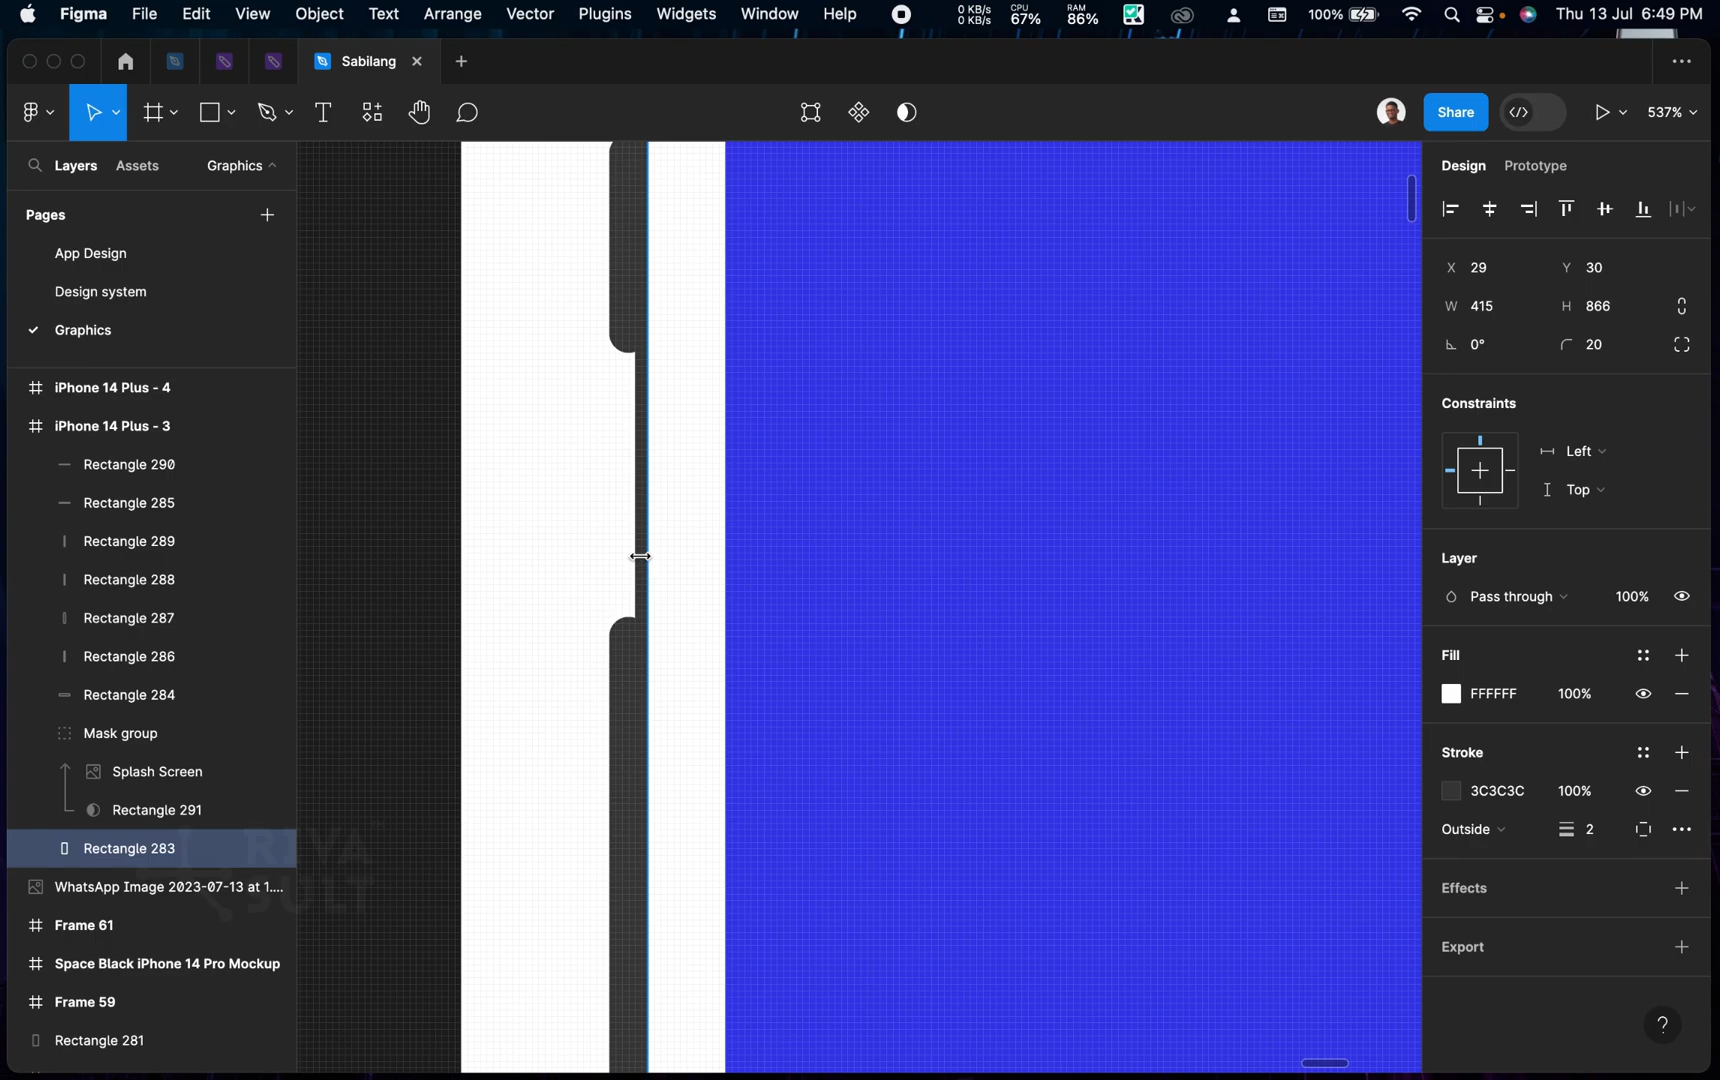 Figma File Edit View Object Text Arrange Vector Plugins Widgets Window Help 0 KB/s 0 KB/s CPU 67% RAM 86% 100% Thu 13 Jul 6:49 PM
Sabilang
Share 537%
Layers Assets Graphics
Pages
App Design
Design system
Graphics
iPhone 14 Plus - 4
iPhone 14 Plus - 3
Rectangle 290
Rectangle 285
Rectangle 289
Rectangle 288
Rectangle 287
Rectangle 286
Rectangle 284
Mask group
Splash Screen
Rectangle 291
Rectangle 283
WhatsApp Image 2023-07-13 at 1....
Frame 61
Space Black iPhone 14 Pro Mockup
Frame 59
Rectangle 281
Design Prototype
X 29 Y 30
W 415 H 866
0° 20
Constraints
Left
Top
Layer
Pass through 100%
Fill
FFFFFF 100%
Stroke
3C3C3C 100%
Outside 2
Effects
Export
?